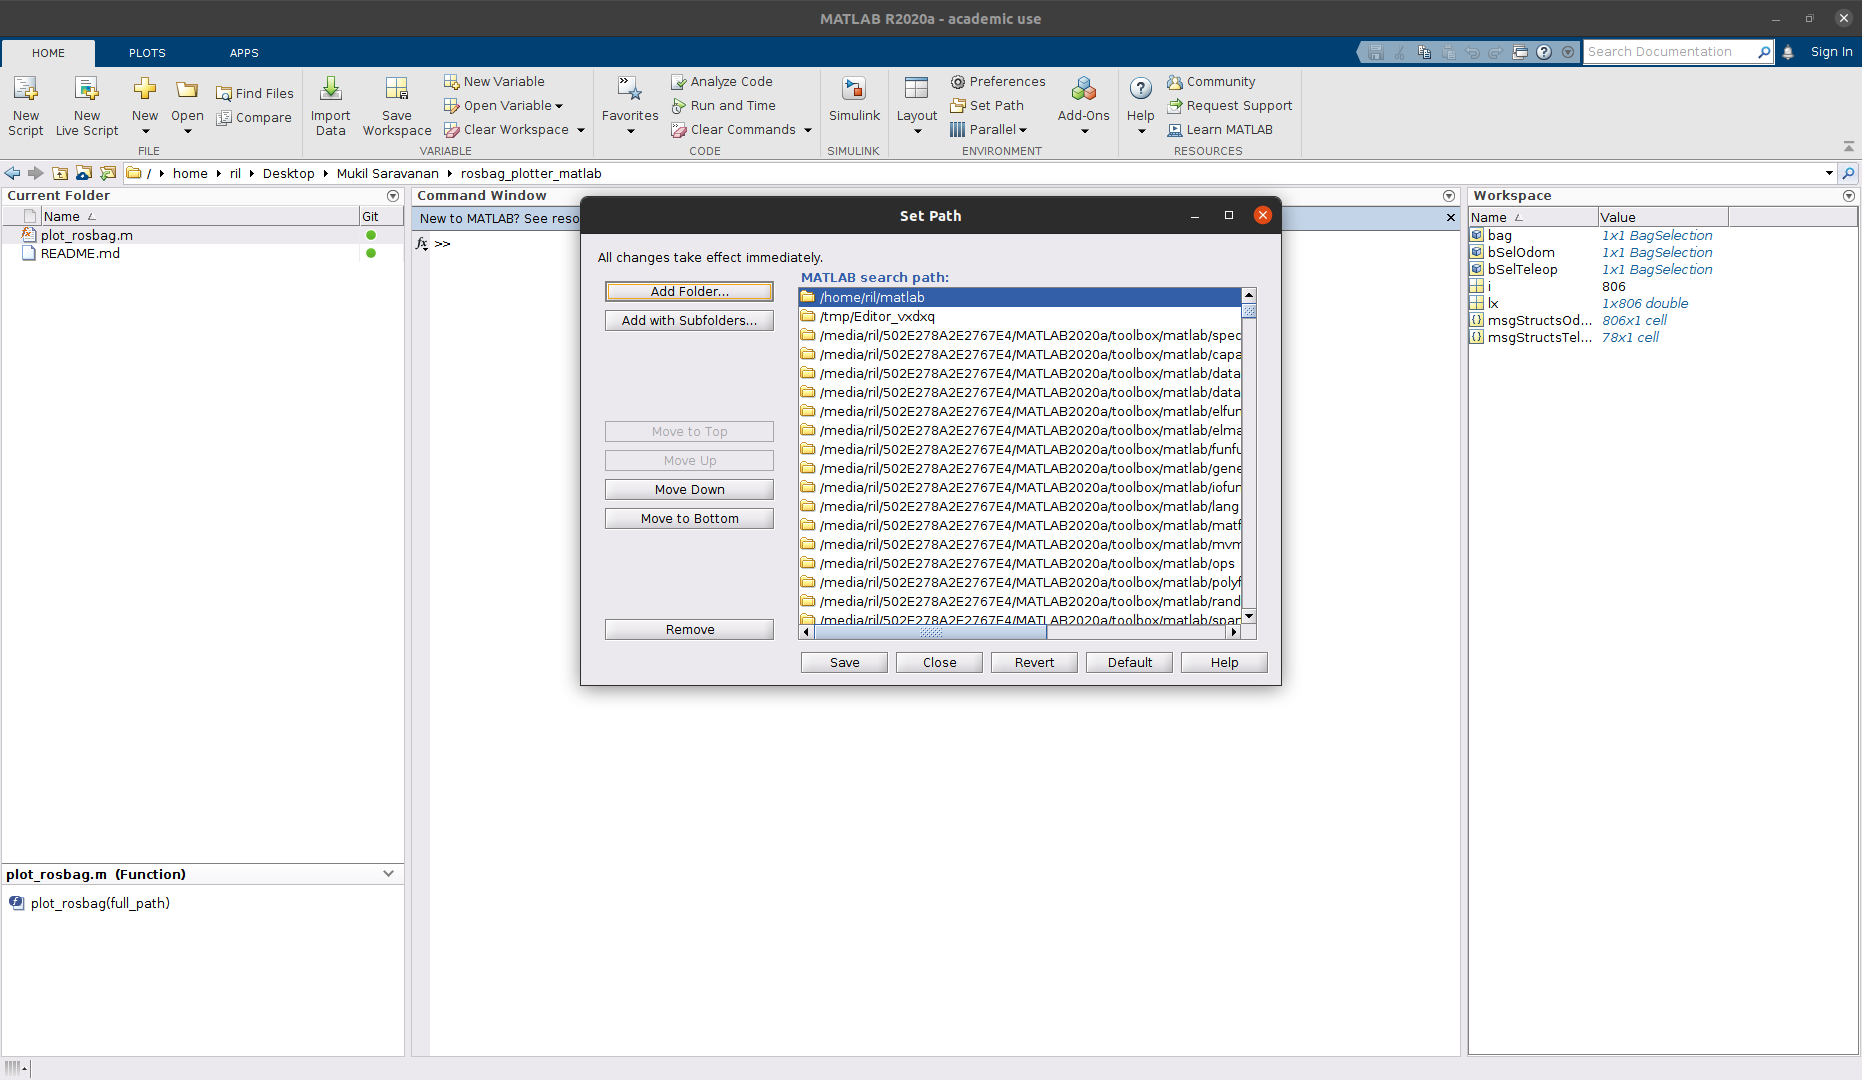 MATLAB R2020a - academic use
HOME PLOTS APPS
Search Documentation
Sign In
New Script
New Live Script
New
Open
Find Files
Compare
FILE
Import Data
Save Workspace
New Variable
Open Variable
Clear Workspace
VARIABLE
Favorites
Analyze Code
Run and Time
Clear Commands
CODE
Simulink
SIMULINK
Layout
Preferences
Set Path
Parallel
Add-Ons
ENVIRONMENT
Help
Community
Request Support
Learn MATLAB
RESOURCES
/ home ril Desktop Mukil Saravanan rosbag_plotter_matlab
Current Folder
Name Git
plot_rosbag.m
README.md
plot_rosbag.m (Function)
plot_rosbag(full_path)
Command Window
New to MATLAB? See reso
fx >>
Set Path
All changes take effect immediately.
MATLAB search path:
Add Folder...
Add with Subfolders...
Move to Top
Move Up
Move Down
Move to Bottom
Remove
/home/ril/matlab
/tmp/Editor_vxdxq
/media/ril/502E278A2E2767E4/MATLAB2020a/toolbox/matlab/spec
/media/ril/502E278A2E2767E4/MATLAB2020a/toolbox/matlab/capa
/media/ril/502E278A2E2767E4/MATLAB2020a/toolbox/matlab/data
/media/ril/502E278A2E2767E4/MATLAB2020a/toolbox/matlab/data
/media/ril/502E278A2E2767E4/MATLAB2020a/toolbox/matlab/elfun
/media/ril/502E278A2E2767E4/MATLAB2020a/toolbox/matlab/elma
/media/ril/502E278A2E2767E4/MATLAB2020a/toolbox/matlab/funfu
/media/ril/502E278A2E2767E4/MATLAB2020a/toolbox/matlab/gene
/media/ril/502E278A2E2767E4/MATLAB2020a/toolbox/matlab/iofun
/media/ril/502E278A2E2767E4/MATLAB2020a/toolbox/matlab/lang
/media/ril/502E278A2E2767E4/MATLAB2020a/toolbox/matlab/matf
/media/ril/502E278A2E2767E4/MATLAB2020a/toolbox/matlab/mvm
/media/ril/502E278A2E2767E4/MATLAB2020a/toolbox/matlab/ops
/media/ril/502E278A2E2767E4/MATLAB2020a/toolbox/matlab/polyf
/media/ril/502E278A2E2767E4/MATLAB2020a/toolbox/matlab/rand
/media/ril/502E278A2E2767E4/MATLAB2020a/toolbox/matlab/spar
Save Close Revert Default Help
Workspace
Name Value
bag 1x1 BagSelection
bSelOdom 1x1 BagSelection
bSelTeleop 1x1 BagSelection
i 806
lx 1x806 double
msgStructsOd... 806x1 cell
msgStructsTel... 78x1 cell